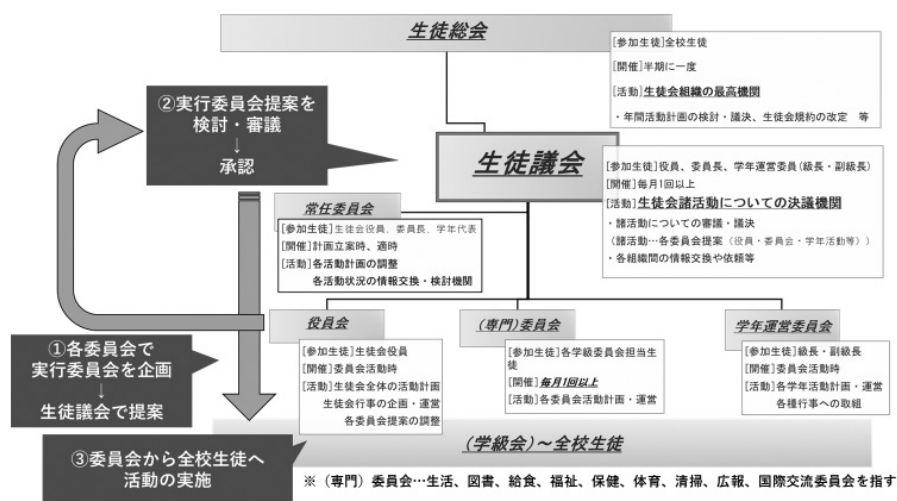 生徒総会
[参加生徒]全校生徒
[開催]半期に一度
[活動]生徒会組織の最高機関
・年間活動計画の検討・議決、生徒会規約の改定　等
②実行委員会提案を
検討・審議
↓
承認
生徒議会
[参加生徒]役員、委員長、学年運営委員(級長・副級長)
[開催]毎月1回以上
[活動]生徒会諸活動についての決議機関
・諸活動についての審議・議決
（諸活動…各委員会提案（役員・委員会・学年活動等））
・各組織間の情報交換や依頼等
常任委員会
[参加生徒]生徒会役員、委員長、学年代表
[開催]計画立案時、適時
[活動]各活動計画の調整
各活動状況の情報交換・検討機関
①各委員会で
実行委員会を企画
↓
生徒議会で提案
役員会
[参加生徒]生徒会役員
[開催]委員会活動時
[活動]生徒会全体の活動計画
生徒会行事の企画・運営
各委員会提案の調整
(専門)委員会
[参加生徒]各学級委員会担当生
徒
[開催]毎月1回以上
[活動]各委員会活動計画・運営
学年運営委員会
[参加生徒]級長・副級長
[開催]委員会活動時
[活動]各学年活動計画・運営
各種行事への取組
(学級会)～全校生徒
③委員会から全校生徒へ
活動の実施
※（専門）委員会…生活、図書、給食、福祉、保健、体育、清掃、広報、国際交流委員会を指す